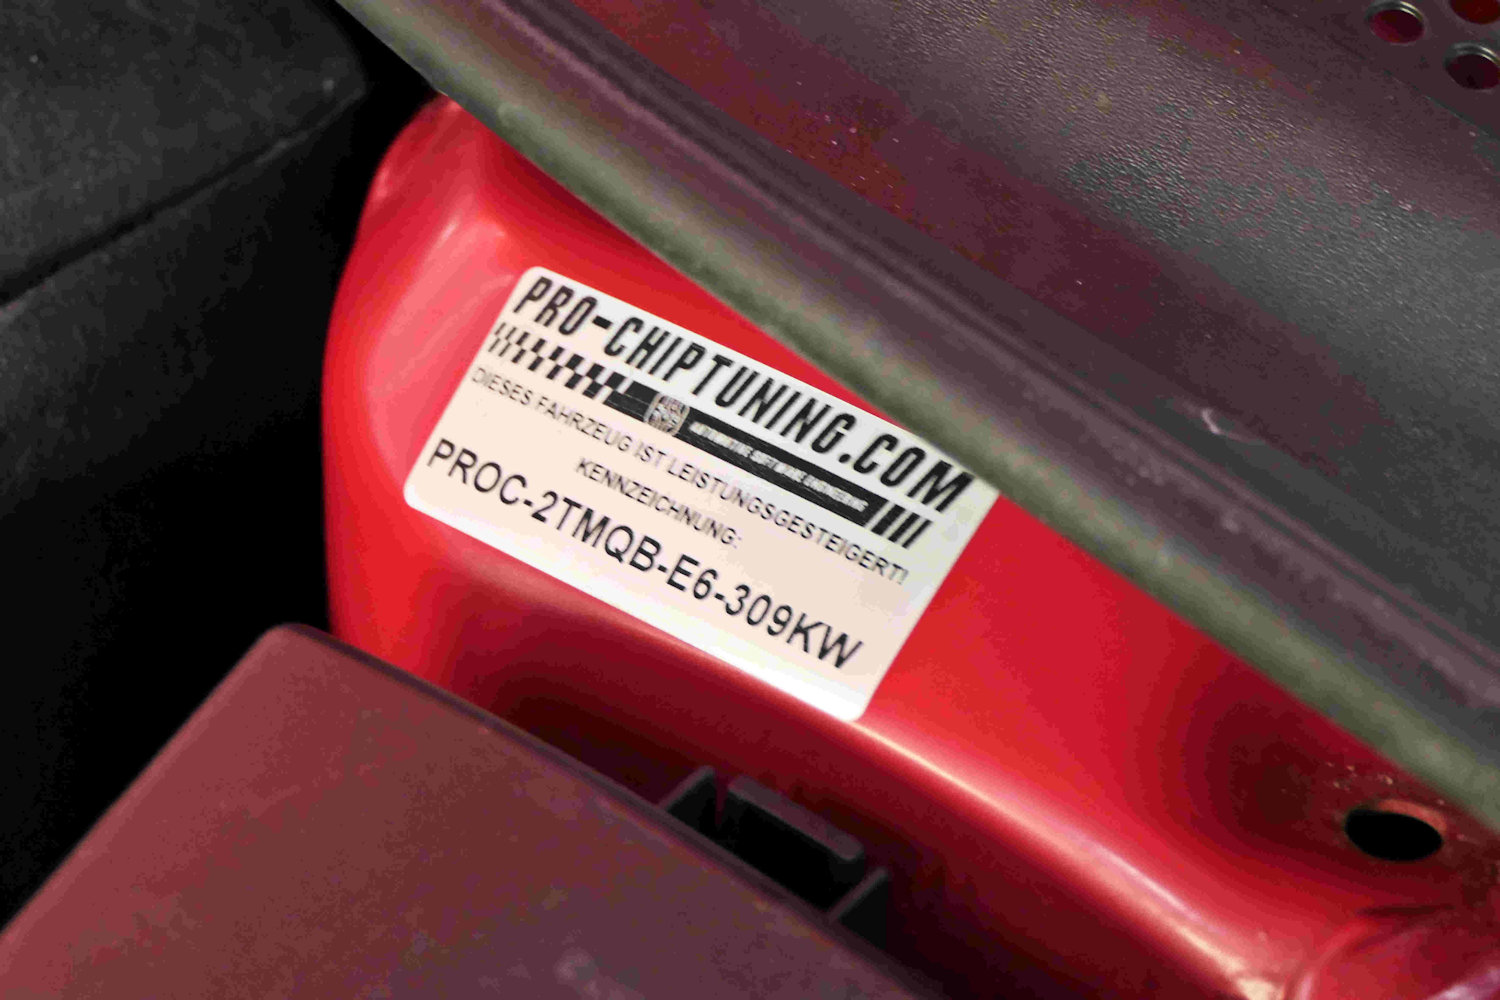 PRO-CHIPTUNING.COM
DIESES FAHRZEUG IST LEISTUNGSGESTEIGERT!
KENNZEICHNUNG:
PROC-2TMQB-E6-309KW